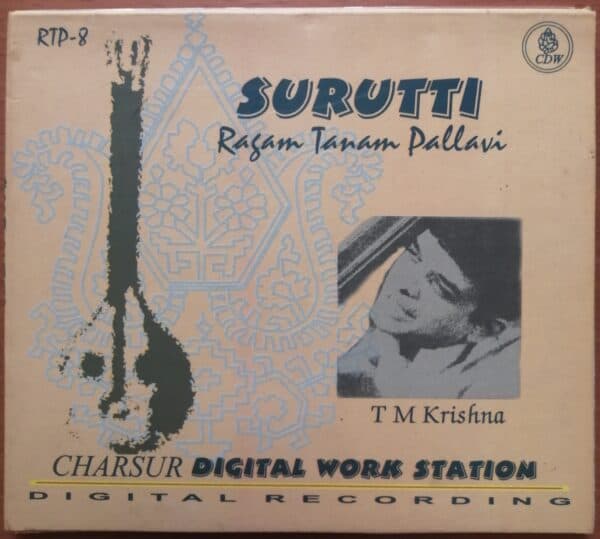 RTP-8
CDW
SURUTTI
Ragam Tanam Pallavi
T M Krishna
CHARSUR DIGITAL WORK STATION
DIGITAL RECORDING